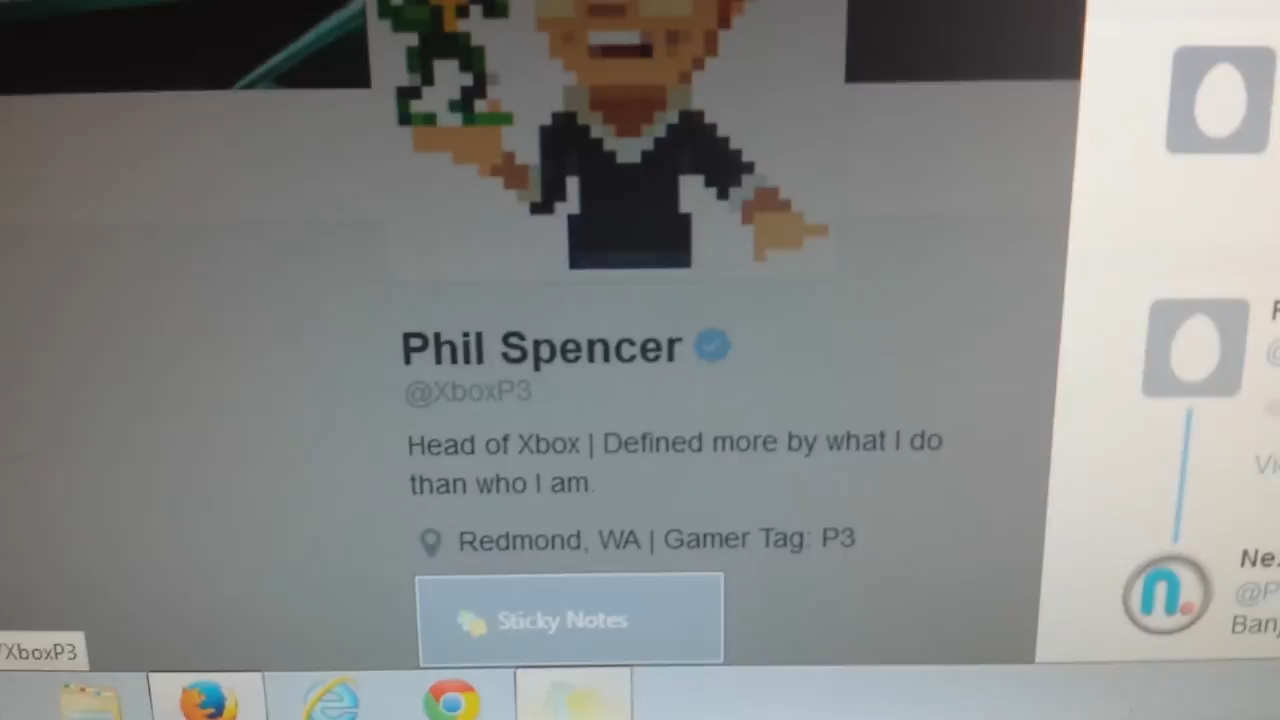 Phil Spencer
@XboxP3
Head of Xbox | Defined more by what I do
than who I am.
Redmond, WA | Gamer Tag: P3
Sticky Notes
/XboxP3
n.